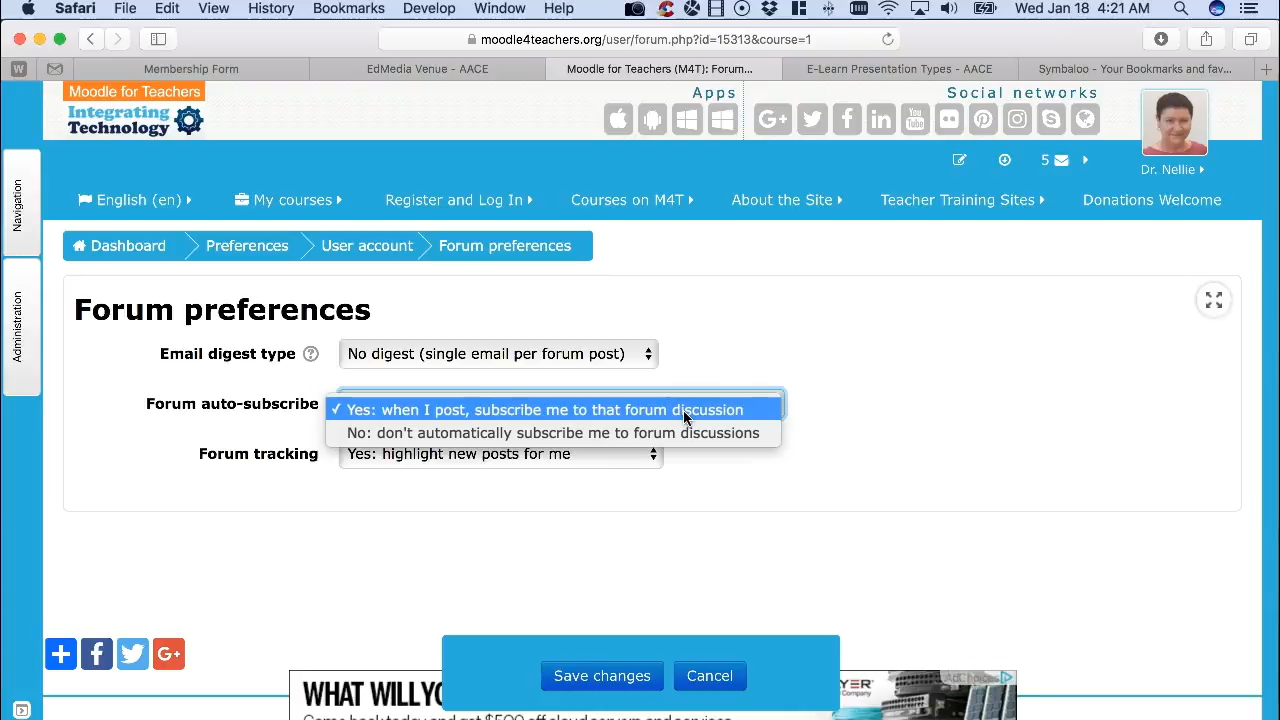 Safari File Edit View History Bookmarks Develop Window Help Wed Jan 18 4:21 AM
moodle4teachers.org/user/forum.php?id=15313&course=1
W Membership Form EdMedia Venue - AACE Moodle for Teachers (M4T): Forum... E-Learn Presentation Types - AACE Symbaloo - Your Bookmarks and fav...
Moodle for Teachers
Integrating
Technology
Apps
Social networks
G+ You Tube
5
Dr. Nellie
Navigation
English (en) My courses Register and Log In Courses on M4T About the Site Teacher Training Sites Donations Welcome
Dashboard Preferences User account Forum preferences
Administration
Forum preferences
Email digest type No digest (single email per forum post)
Forum auto-subscribe
✓ Yes: when I post, subscribe me to that forum discussion
No: don't automatically subscribe me to forum discussions
Forum tracking Yes: highlight new posts for me
G+
Save changes Cancel
WHAT WILL YO
YER
Company
AdChoices